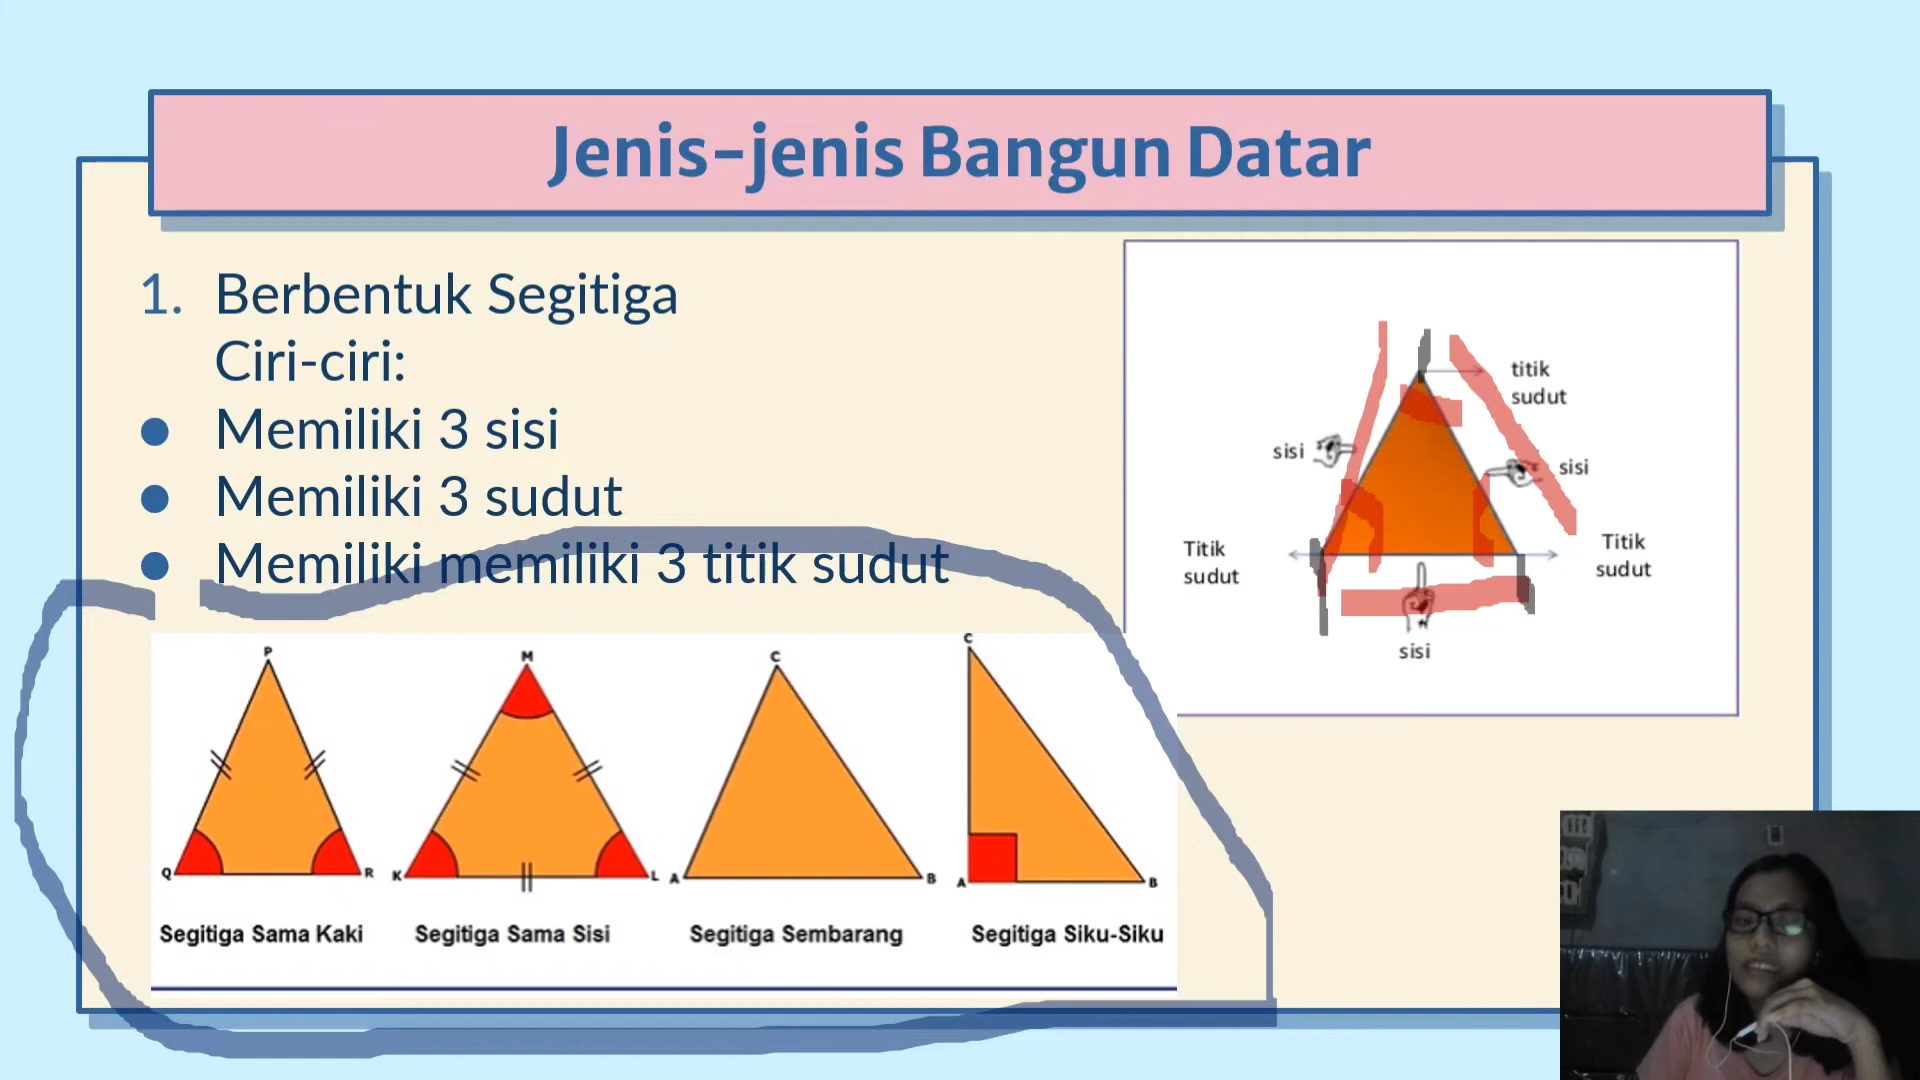 Jenis-jenis Bangun Datar
1. Berbentuk Segitiga
Ciri-ciri:
● Memiliki 3 sisi
● Memiliki 3 sudut
● Memiliki memiliki 3 titik sudut
titik
sudut
sisi
sisi
Titik
sudut
Titik
sudut
sisi
P
Q
R
Segitiga Sama Kaki
M
K
L
Segitiga Sama Sisi
C
A
B
Segitiga Sembarang
C
A
B
Segitiga Siku-Siku